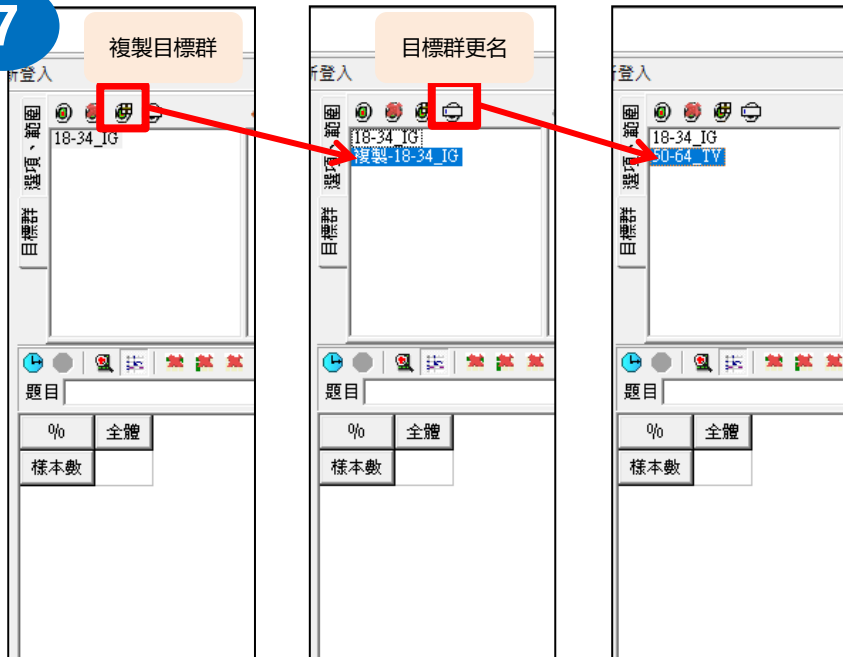 7
複製目標群
目標群更名
新登入
選項、範圍
目標群
18-34_IG
題目
%
全體
樣本數
登入
選項、範圍
目標群
18-34_IG
複製-18-34_IG
題目
%
全體
樣本數
登入
選項、範圍
目標群
18-34_IG
50-64_TV
題目
%
全體
樣本數